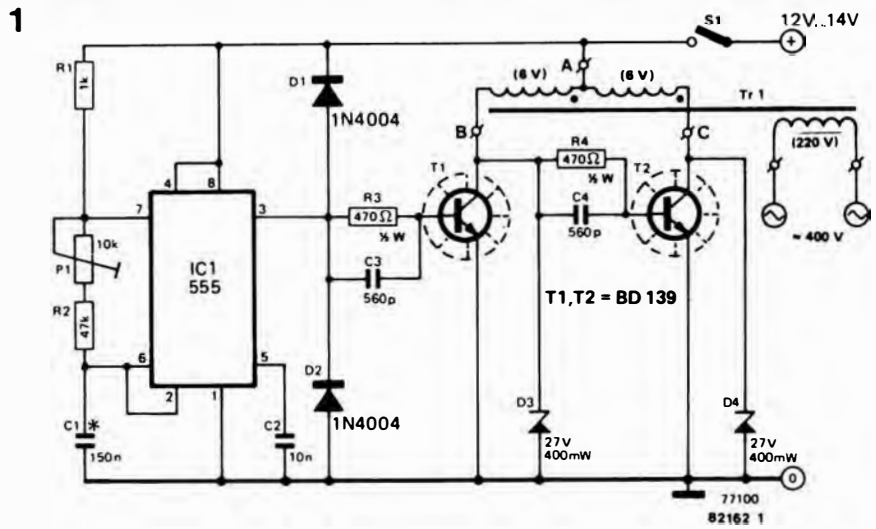 1
S1
12V...14V
+
R1
1k
D1
1N4004
A
(6 V)
(6 V)
Tr 1
B
C
(220 V)
≈ 400 V
4
8
7
3
R3
470Ω
½ W
C3
560p
T1
R4
470Ω
½ W
C4
560p
T2
10k
P1
R2
47k
IC1
555
T1,T2 = BD 139
6
2
1
5
C1 *
150n
C2
10n
D2
1N4004
D3
27V
400mW
D4
27V
400mW
0
77100
82162 1